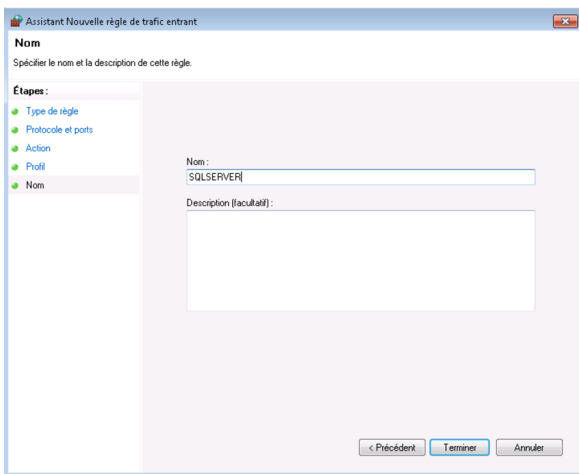 Assistant Nouvelle règle de trafic entrant
Nom
Spécifier le nom et la description de cette règle.
Étapes :
Type de règle
Protocole et ports
Action
Profil
Nom
Nom :
SQLSERVER
Description (facultatif) :
< Précédent Terminer Annuler